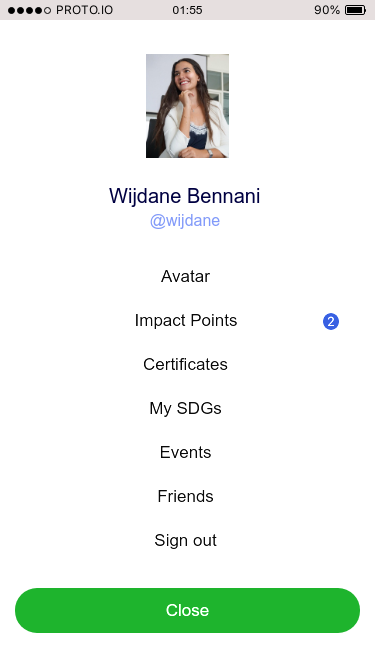 PROTO.IO 01:55 90%
Wijdane Bennani
@wijdane
Avatar
Impact Points 2
Certificates
My SDGs
Events
Friends
Sign out
Close